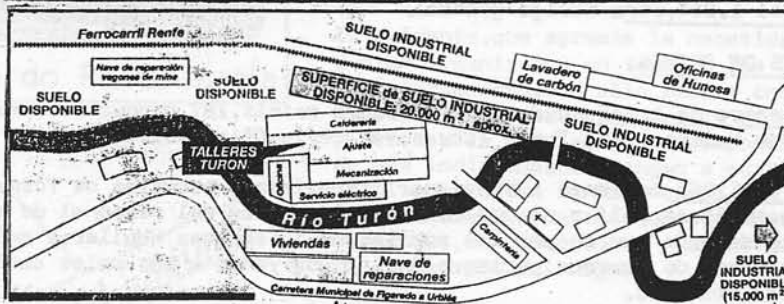 Ferrocarril Renfe
SUELO INDUSTRIAL
DISPONIBLE
Nave de reparación
vagones de mina
SUELO
DISPONIBLE
SUELO
DISPONIBLE
SUPERFICIE de SUELO INDUSTRIAL
DISPONIBLE: 20.000 m², aprox.
Lavadero
de carbón
Oficinas
de Hunosa
SUELO INDUSTRIAL
DISPONIBLE
TALLERES
TURON
Calderería
Ajuste
Mecanización
Servicio eléctrico
Oficina
Río Turón
Viviendas
Nave de
reparaciones
Carpintería
Carretera Municipal de Figaredo a Urbiés
SUELO
INDUSTRIAL
DISPONIBLE
(16.000 m²